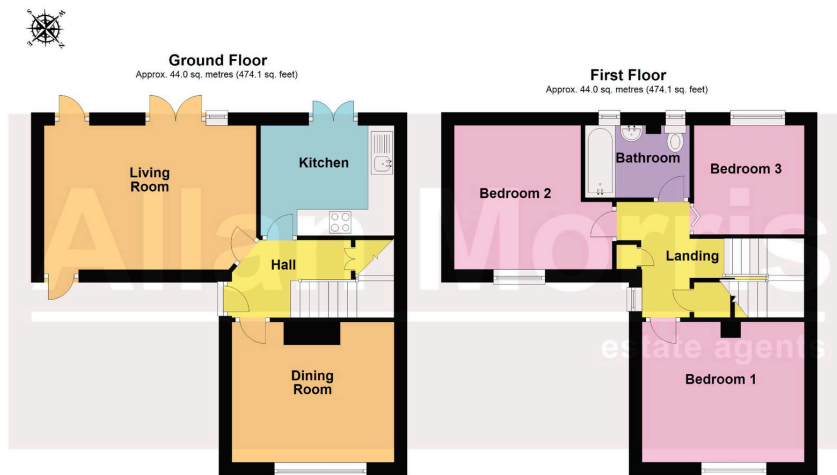 S
W
E
N
Ground Floor
Approx. 44.0 sq. metres (474.1 sq. feet)
First Floor
Approx. 44.0 sq. metres (474.1 sq. feet)
Living
Room
Kitchen
Hall
Dining
Room
Bedroom 2
Bathroom
Bedroom 3
Landing
Bedroom 1
Allan Morris
estate agents